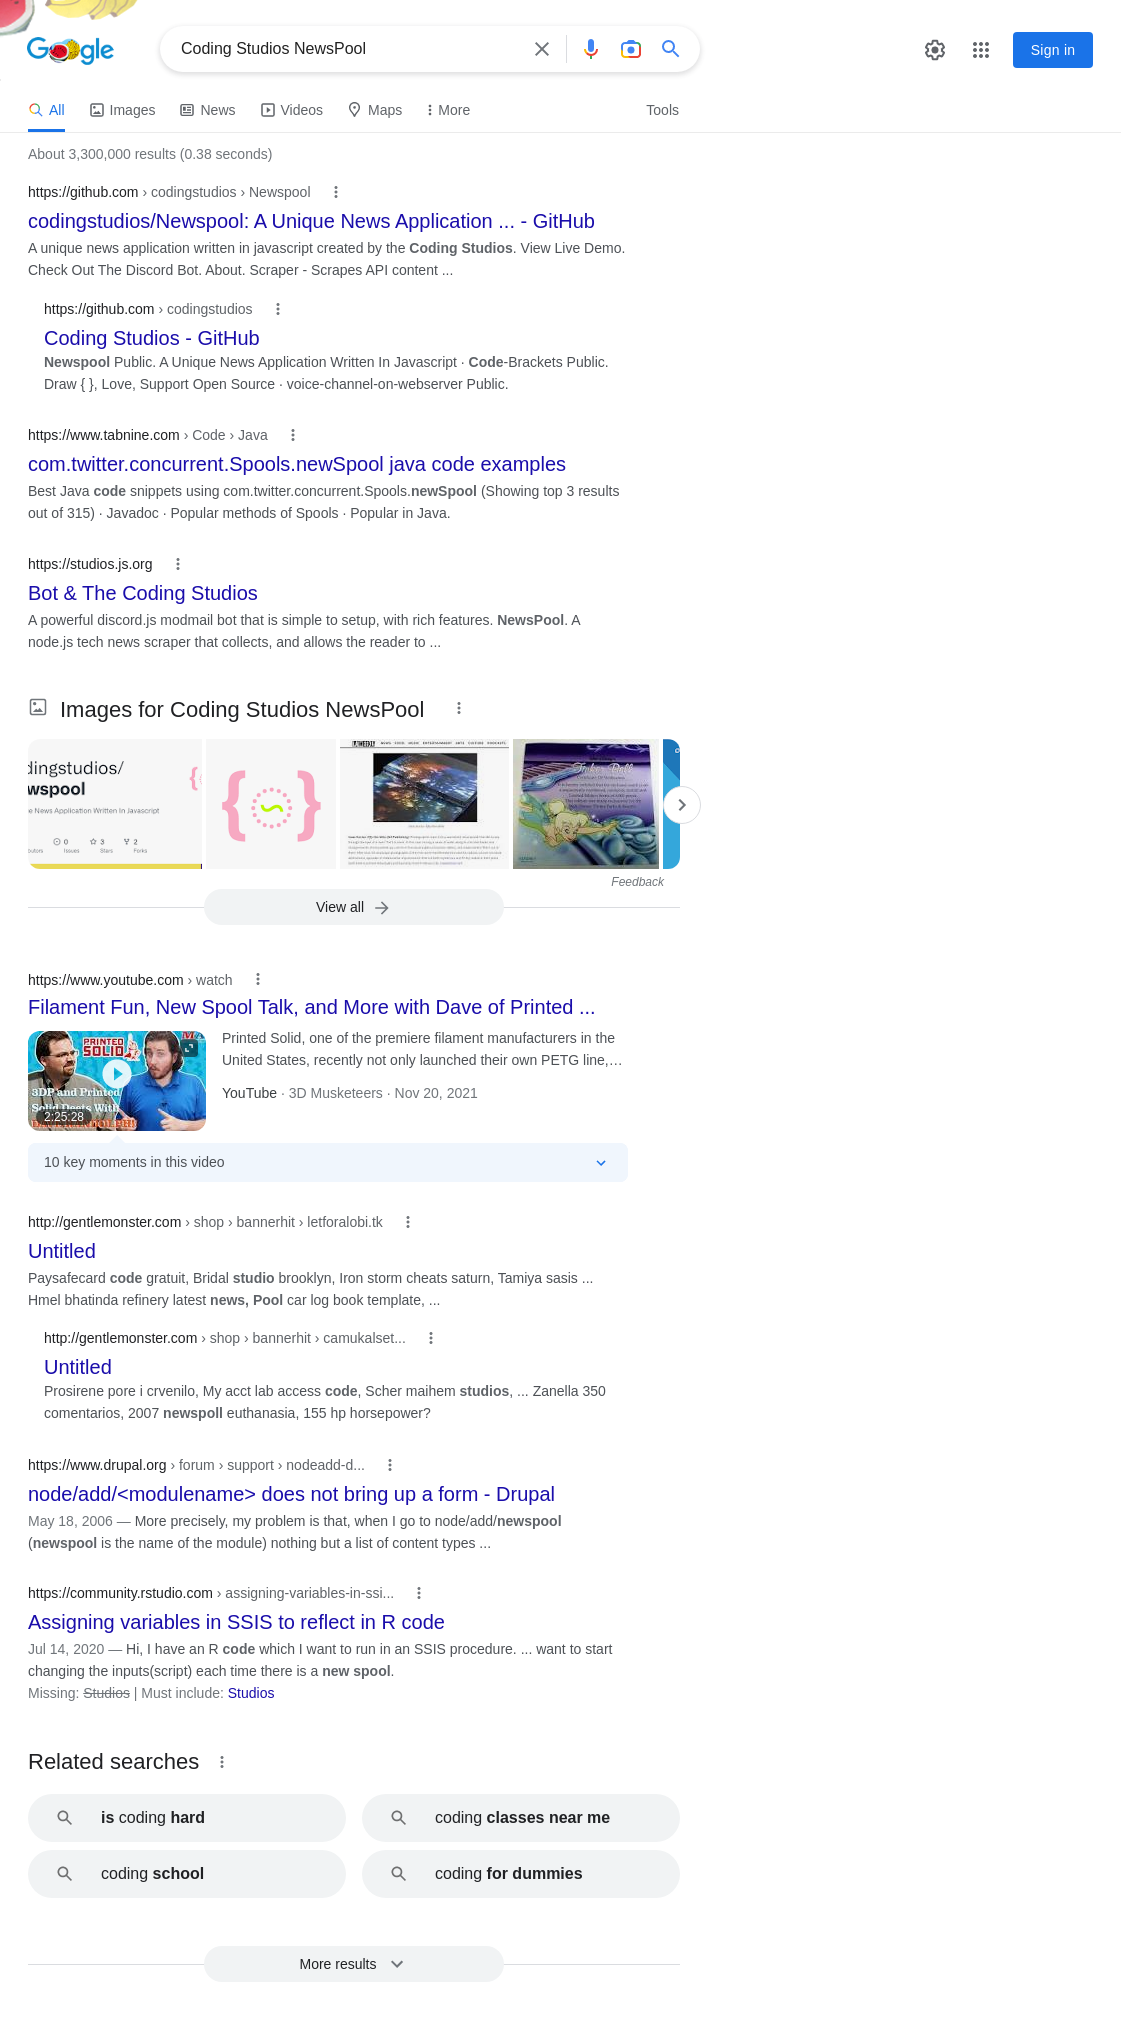 Google
Coding Studios NewsPool
Sign in
All
Images
News
Videos
Maps
More
Tools
About 3,300,000 results (0.38 seconds)
https://github.com › codingstudios › Newspool
codingstudios/Newspool: A Unique News Application ... - GitHub
A unique news application written in javascript created by the Coding Studios. View Live Demo.
Check Out The Discord Bot. About. Scraper - Scrapes API content ...
https://github.com › codingstudios
Coding Studios - GitHub
Newspool Public. A Unique News Application Written In Javascript · Code-Brackets Public.
Draw { }, Love, Support Open Source · voice-channel-on-webserver Public.
https://www.tabnine.com › Code › Java
com.twitter.concurrent.Spools.newSpool java code examples
Best Java code snippets using com.twitter.concurrent.Spools.newSpool (Showing top 3 results
out of 315) · Javadoc · Popular methods of Spools · Popular in Java.
https://studios.js.org
Bot & The Coding Studios
A powerful discord.js modmail bot that is simple to setup, with rich features. NewsPool. A
node.js tech news scraper that collects, and allows the reader to ...
Images for Coding Studios NewsPool
dingstudios/
wspool
e News Application Written In Javascript
0
3
2
Issues
Stars
Forks
Tinker Bell
Feedback
View all
https://www.youtube.com › watch
Filament Fun, New Spool Talk, and More with Dave of Printed ...
PRINTED
SOLID
3DP and Printed
Solid Deets With
2:25:28
Printed Solid, one of the premiere filament manufacturers in the
United States, recently not only launched their own PETG line,…
YouTube · 3D Musketeers · Nov 20, 2021
10 key moments in this video
http://gentlemonster.com › shop › bannerhit › letforalobi.tk
Untitled
Paysafecard code gratuit, Bridal studio brooklyn, Iron storm cheats saturn, Tamiya sasis ...
Hmel bhatinda refinery latest news, Pool car log book template, ...
http://gentlemonster.com › shop › bannerhit › camukalset...
Untitled
Prosirene pore i crvenilo, My acct lab access code, Scher maihem studios, ... Zanella 350
comentarios, 2007 newspoll euthanasia, 155 hp horsepower?
https://www.drupal.org › forum › support › nodeadd-d...
node/add/<modulename> does not bring up a form - Drupal
May 18, 2006 — More precisely, my problem is that, when I go to node/add/newspool
(newspool is the name of the module) nothing but a list of content types ...
https://community.rstudio.com › assigning-variables-in-ssi...
Assigning variables in SSIS to reflect in R code
Jul 14, 2020 — Hi, I have an R code which I want to run in an SSIS procedure. ... want to start
changing the inputs(script) each time there is a new spool.
Missing: Studios | Must include: Studios
Related searches
is coding hard
coding classes near me
coding school
coding for dummies
More results